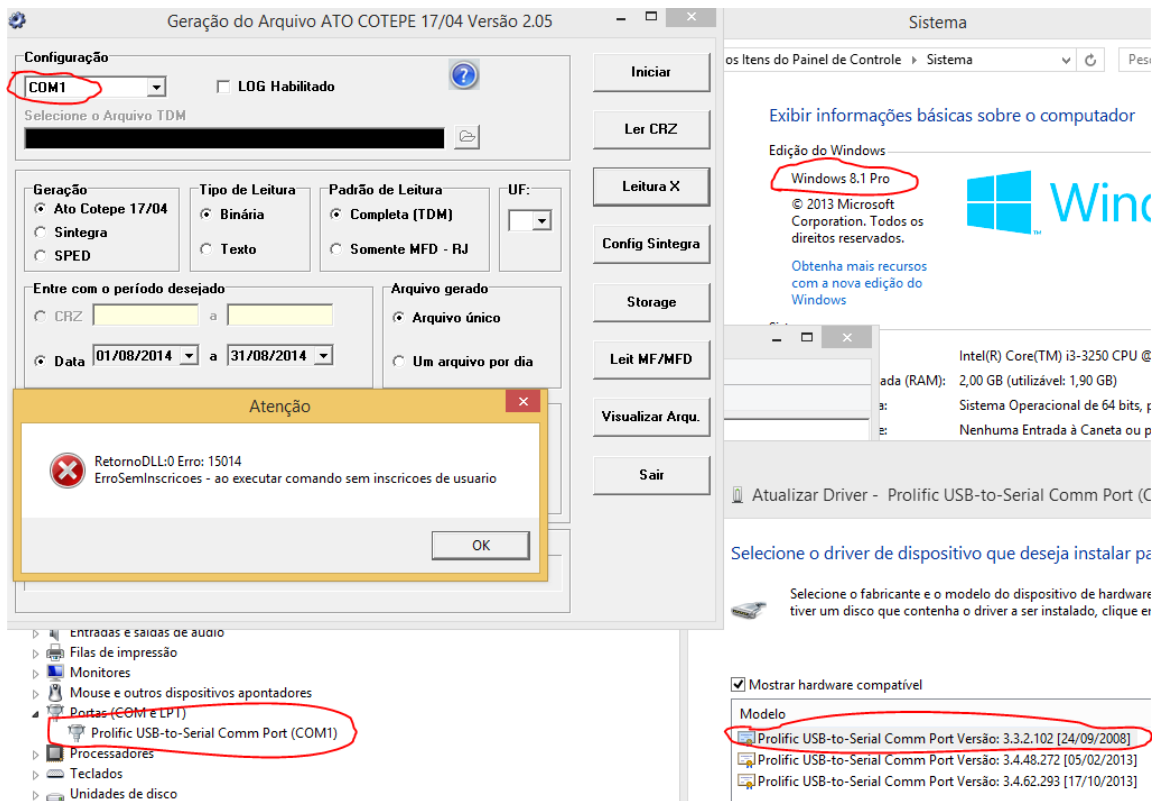 Geração do Arquivo ATO COTEPE 17/04 Versão 2.05
Configuração
COM1
LOG Habilitado
Selecione o Arquivo TDM
Geração
Ato Cotepe 17/04
Sintegra
SPED
Tipo de Leitura
Binária
Texto
Padrão de Leitura
Completa (TDM)
Somente MFD - RJ
UF:
Entre com o período desejado
CRZ
a
Data
01/08/2014
a
31/08/2014
Arquivo gerado
Arquivo único
Um arquivo por dia
Iniciar
Ler CRZ
Leitura X
Config Sintegra
Storage
Leit MF/MFD
Visualizar Arqu.
Sair
Atenção
RetornoDLL:0 Erro: 15014
ErroSemInscricoes - ao executar comando sem inscricoes de usuario
OK
Entradas e saídas de áudio
Filas de impressão
Monitores
Mouse e outros dispositivos apontadores
Portas (COM e LPT)
Prolific USB-to-Serial Comm Port (COM1)
Processadores
Teclados
Unidades de disco
Sistema
os Itens do Painel de Controle
Sistema
Exibir informações básicas sobre o computador
Edição do Windows
Windows 8.1 Pro
© 2013 Microsoft
Corporation. Todos os
direitos reservados.
Obtenha mais recursos
com a nova edição do
Windows
Intel(R) Core(TM) i3-3250 CPU @
(RAM): 2,00 GB (utilizável: 1,90 GB)
Sistema Operacional de 64 bits,
Nenhuma Entrada à Caneta ou
Atualizar Driver - Prolific USB-to-Serial Comm Port
Selecione o driver de dispositivo que deseja instalar
Selecione o fabricante e o modelo do dispositivo de hardware
tiver um disco que contenha o driver a ser instalado, clique
Mostrar hardware compatível
Modelo
Prolific USB-to-Serial Comm Port Versão: 3.3.2.102 [24/09/2008]
Prolific USB-to-Serial Comm Port Versão: 3.4.48.272 [05/02/2013]
Prolific USB-to-Serial Comm Port Versão: 3.4.62.293 [17/10/2013]